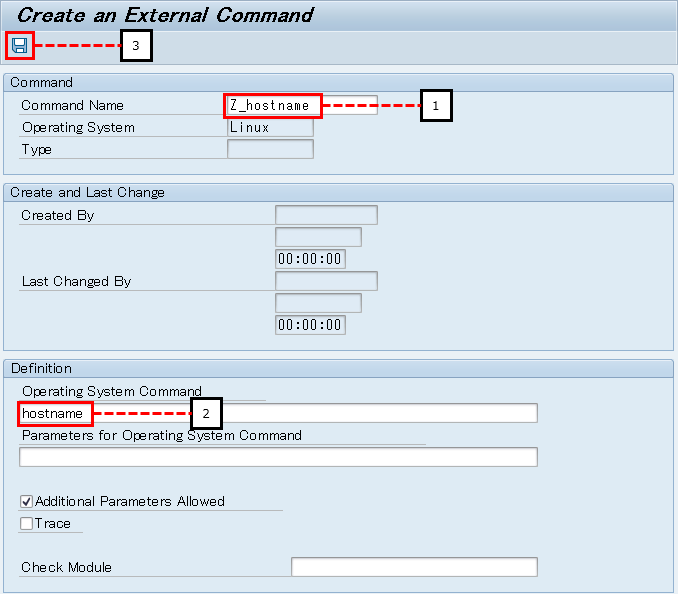 Create an External Command
3
Command
Command Name Z_hostname 1
Operating System Linux
Type
Create and Last Change
Created By
00:00:00
Last Changed By
00:00:00
Definition
Operating System Command
hostname 2
Parameters for Operating System Command
Additional Parameters Allowed
Trace
Check Module